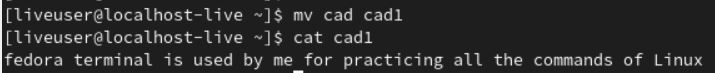 [liveuser@localhost-live ~]$ mv cad cad1
[liveuser@localhost-live ~]$ cat cad1
fedora terminal is used by me for practicing all the commands of Linux